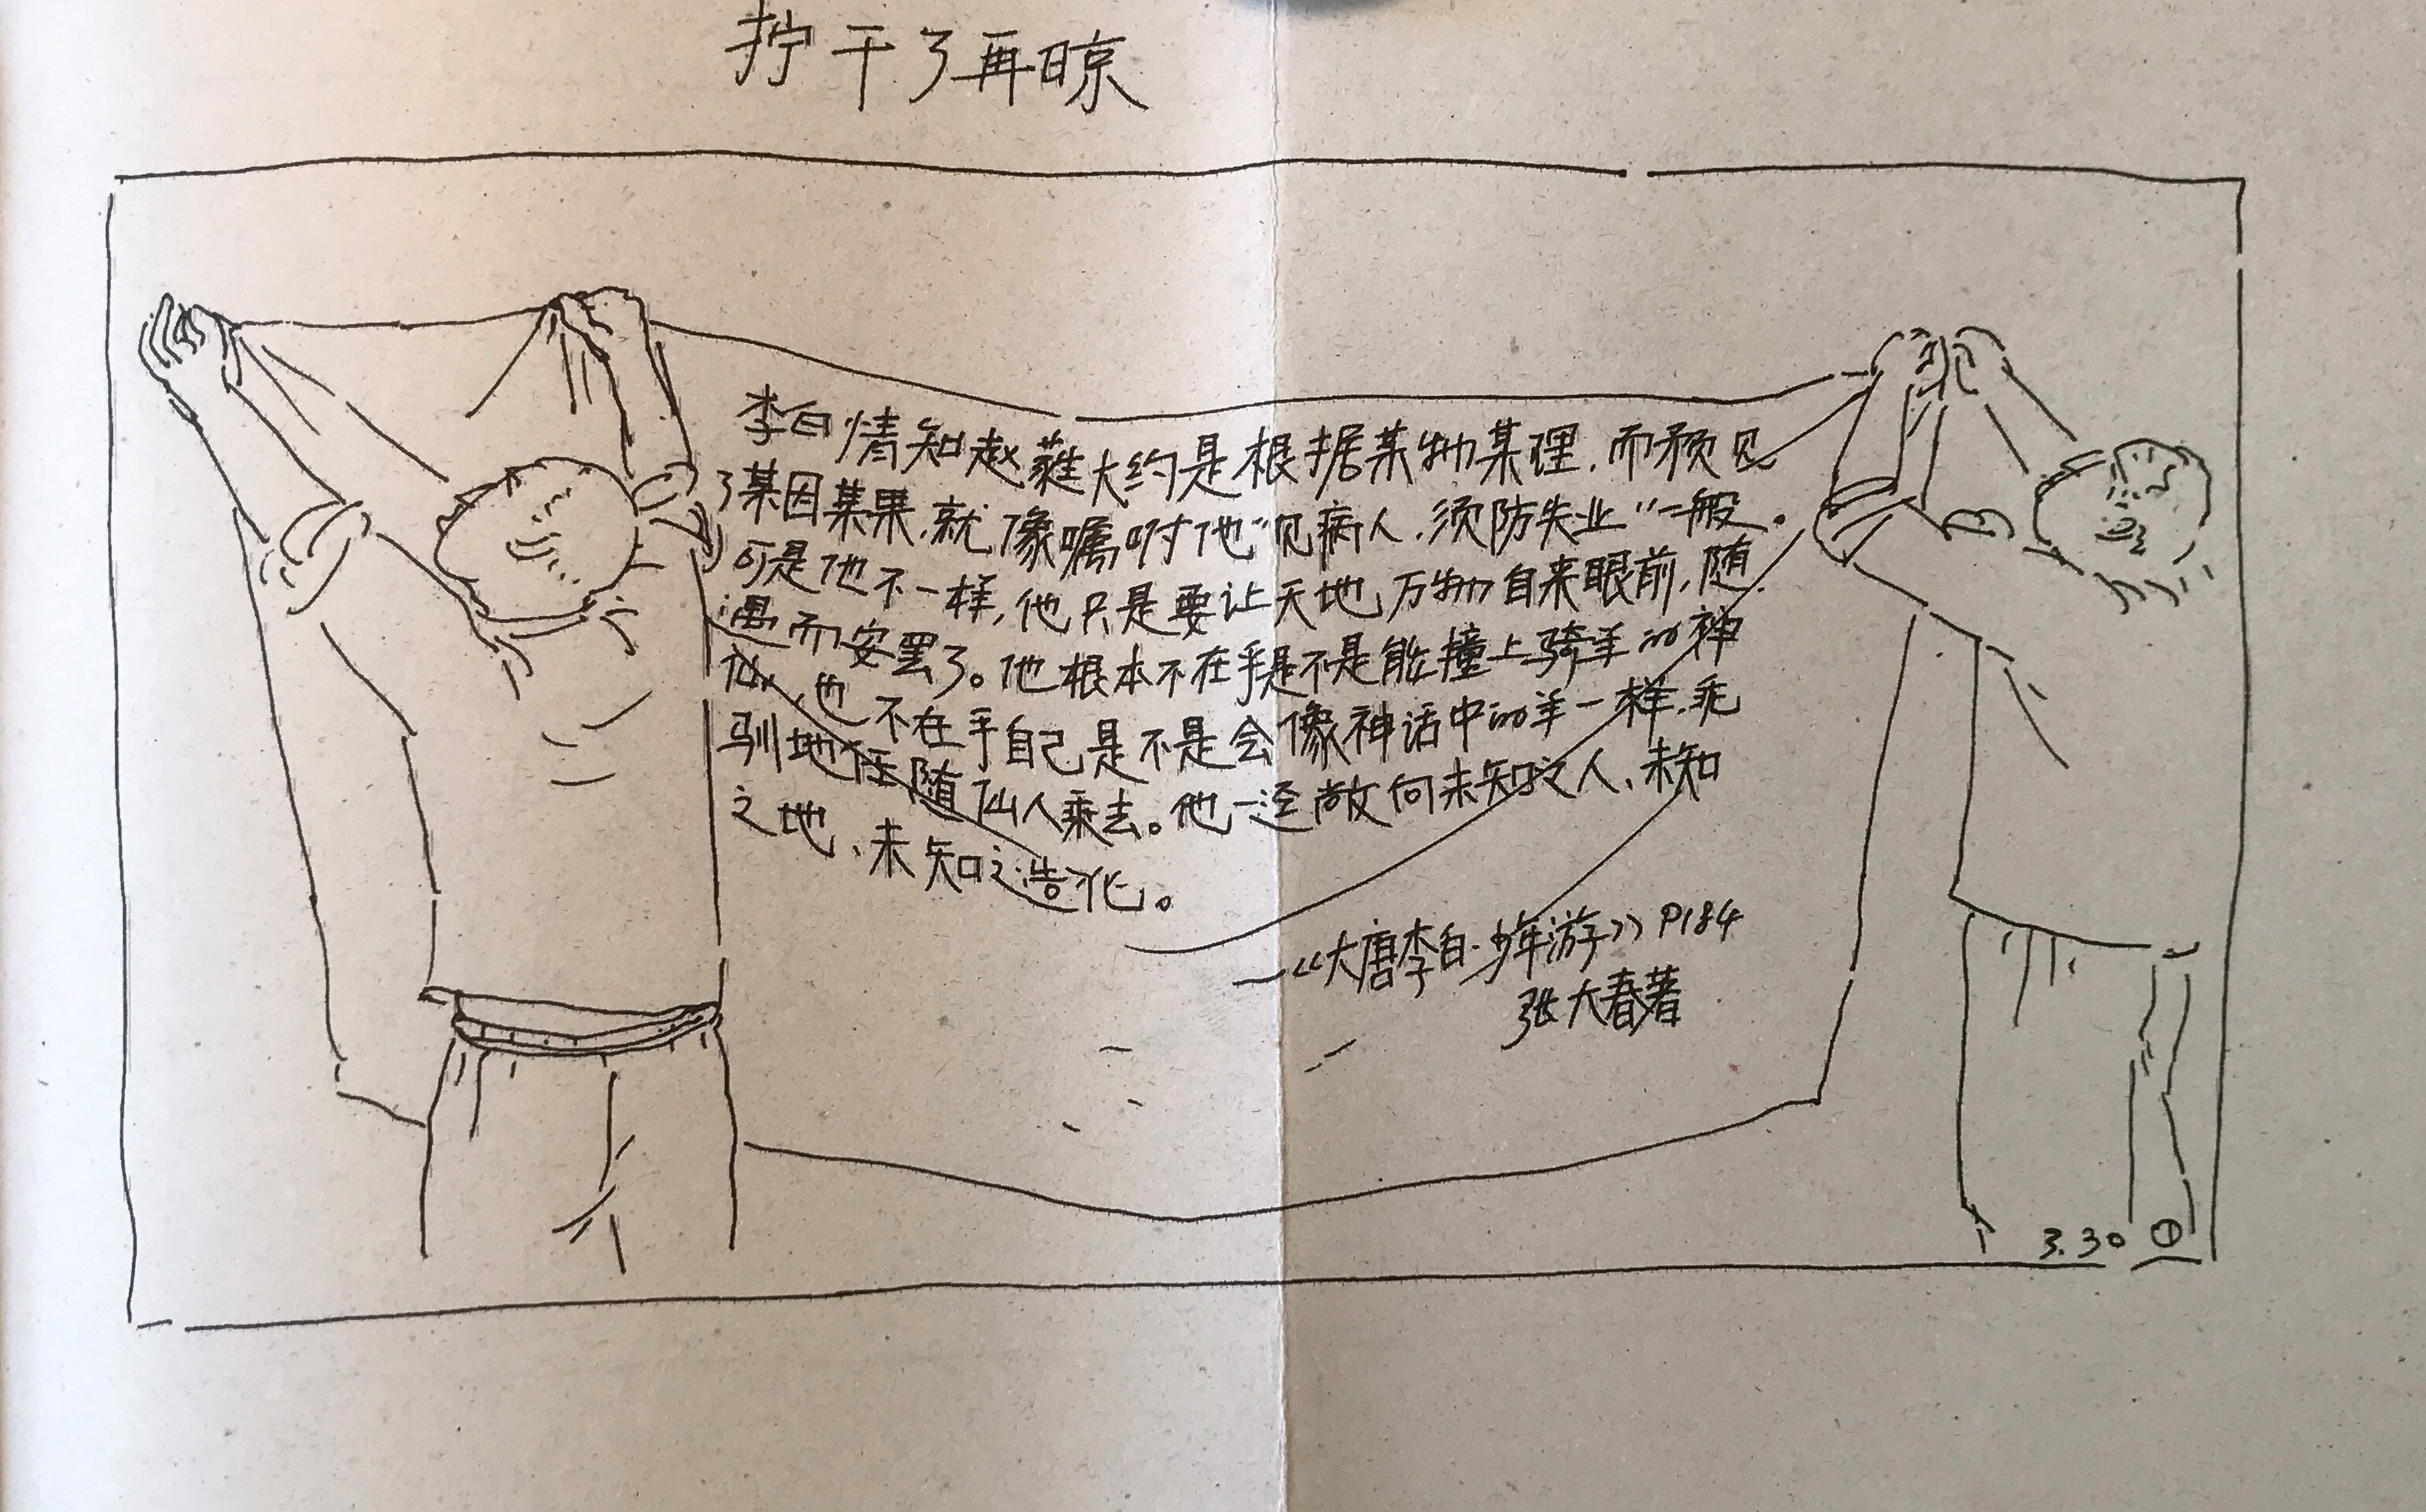 拧干了再晾
李白情知赵蕤大约是根据某物某理，而预见
了某因某果，就像嘱咐他“见病人，须防失业”一般。
可是他不一样，他只是要让天地万物自来眼前，随
遇而安罢了。他根本不在乎是不是能撞上骑羊的神
仙，也不在乎自己是不是会像神话中的羊一样，乖
驯地任随仙人乘去。他一迳敞向未知之人、未知
之地、未知之造化。
—《大唐李白·少年游》P184
张大春著
3.30 ①